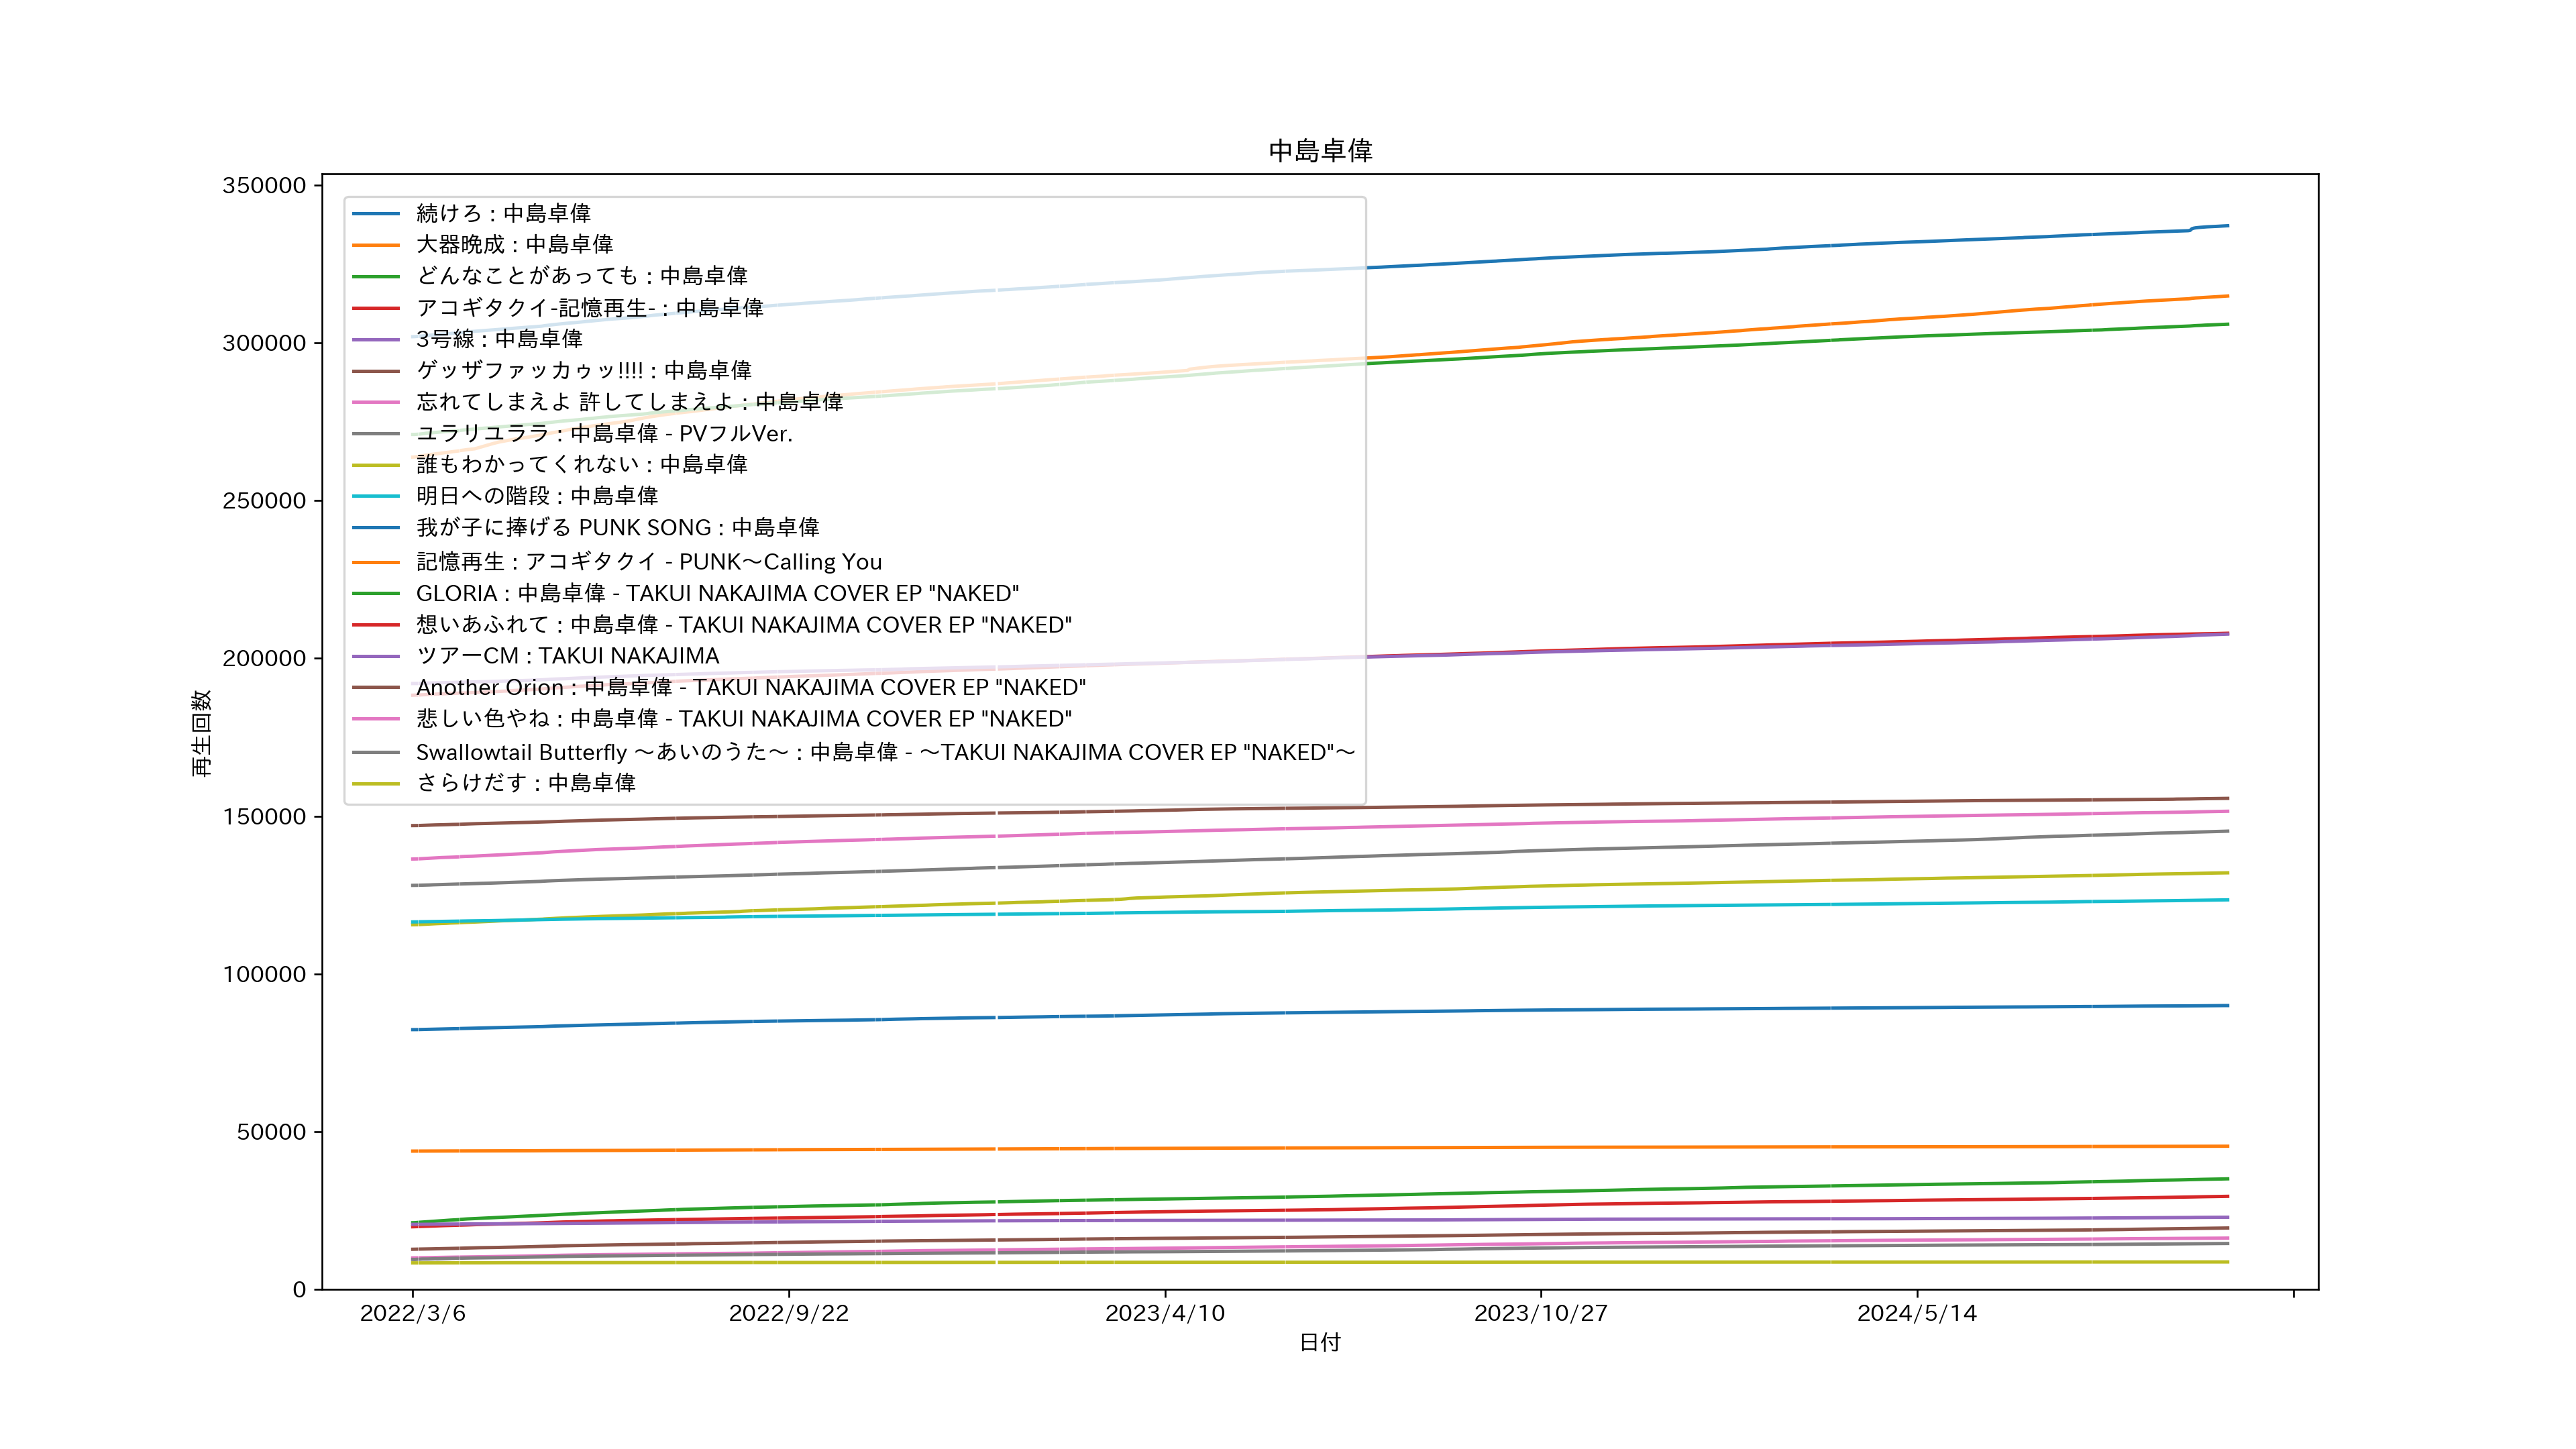 中島卓偉
350000
300000
250000
200000
150000
100000
50000
0
再生回数
続けろ : 中島卓偉
大器晩成 : 中島卓偉
どんなことがあっても : 中島卓偉
アコギタクイ-記憶再生- : 中島卓偉
3号線 : 中島卓偉
ゲッザファッカゥッ!!!! : 中島卓偉
忘れてしまえよ 許してしまえよ : 中島卓偉
ユラリユララ : 中島卓偉 - PVフルVer.
誰もわかってくれない : 中島卓偉
明日への階段 : 中島卓偉
我が子に捧げる PUNK SONG : 中島卓偉
記憶再生 : アコギタクイ - PUNK〜Calling You
GLORIA : 中島卓偉 - TAKUI NAKAJIMA COVER EP "NAKED"
想いあふれて : 中島卓偉 - TAKUI NAKAJIMA COVER EP "NAKED"
ツアーCM : TAKUI NAKAJIMA
Another Orion : 中島卓偉 - TAKUI NAKAJIMA COVER EP "NAKED"
悲しい色やね : 中島卓偉 - TAKUI NAKAJIMA COVER EP "NAKED"
Swallowtail Butterfly 〜あいのうた〜 : 中島卓偉 - 〜TAKUI NAKAJIMA COVER EP "NAKED"〜
さらけだす : 中島卓偉
2022/3/6 2022/9/22 2023/4/10 2023/10/27 2024/5/14
日付